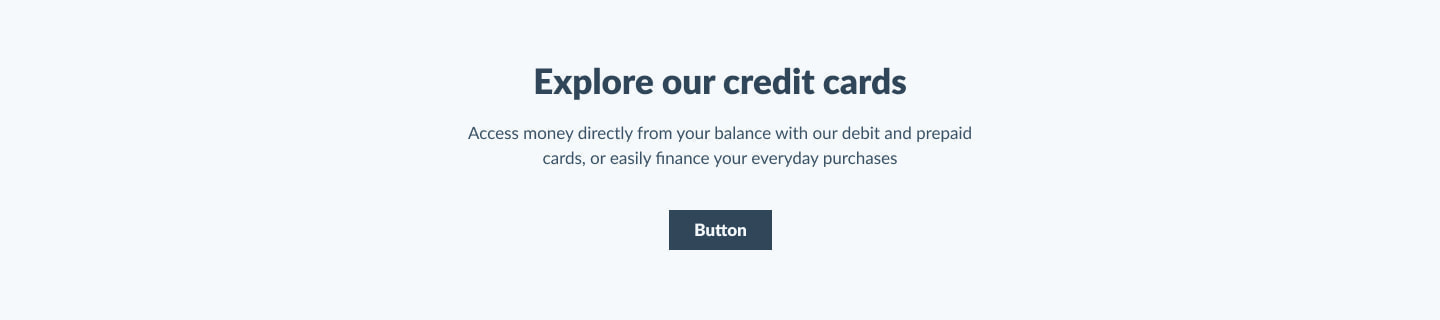 Explore our credit cards
Access money directly from your balance with our debit and prepaid
cards, or easily finance your everyday purchases
Button